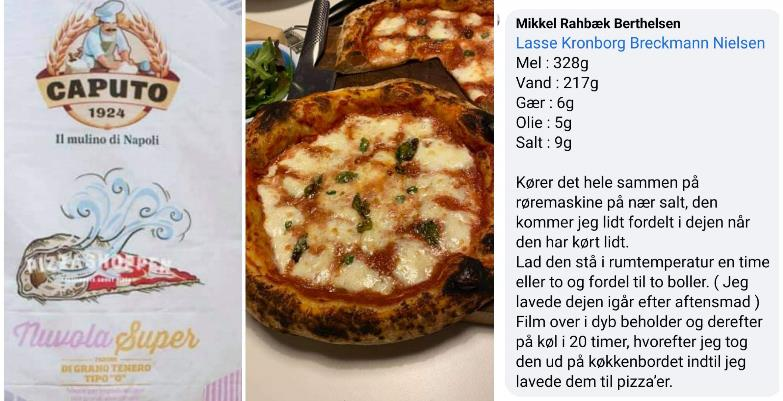 CAPUTO
1924
Il mulino di Napoli
PIZZASHOPPEN
Nuvola Super
FARINE
DI GRANO TENERO
TIPO "0"
Mikkel Rahbæk Berthelsen
Lasse Kronborg Breckmann Nielsen
Mel : 328g
Vand : 217g
Gær : 6g
Olie : 5g
Salt : 9g
Kører det hele sammen på
røremaskine på nær salt, den
kommer jeg lidt fordelt i dejen når
den har kørt lidt.
Lad den stå i rumtemperatur en time
eller to og fordel til to boller. ( Jeg
lavede dejen igår efter aftensmad )
Film over i dyb beholder og derefter
på køl i 20 timer, hvorefter jeg tog
den ud på køkkenbordet indtil jeg
lavede dem til pizza’er.